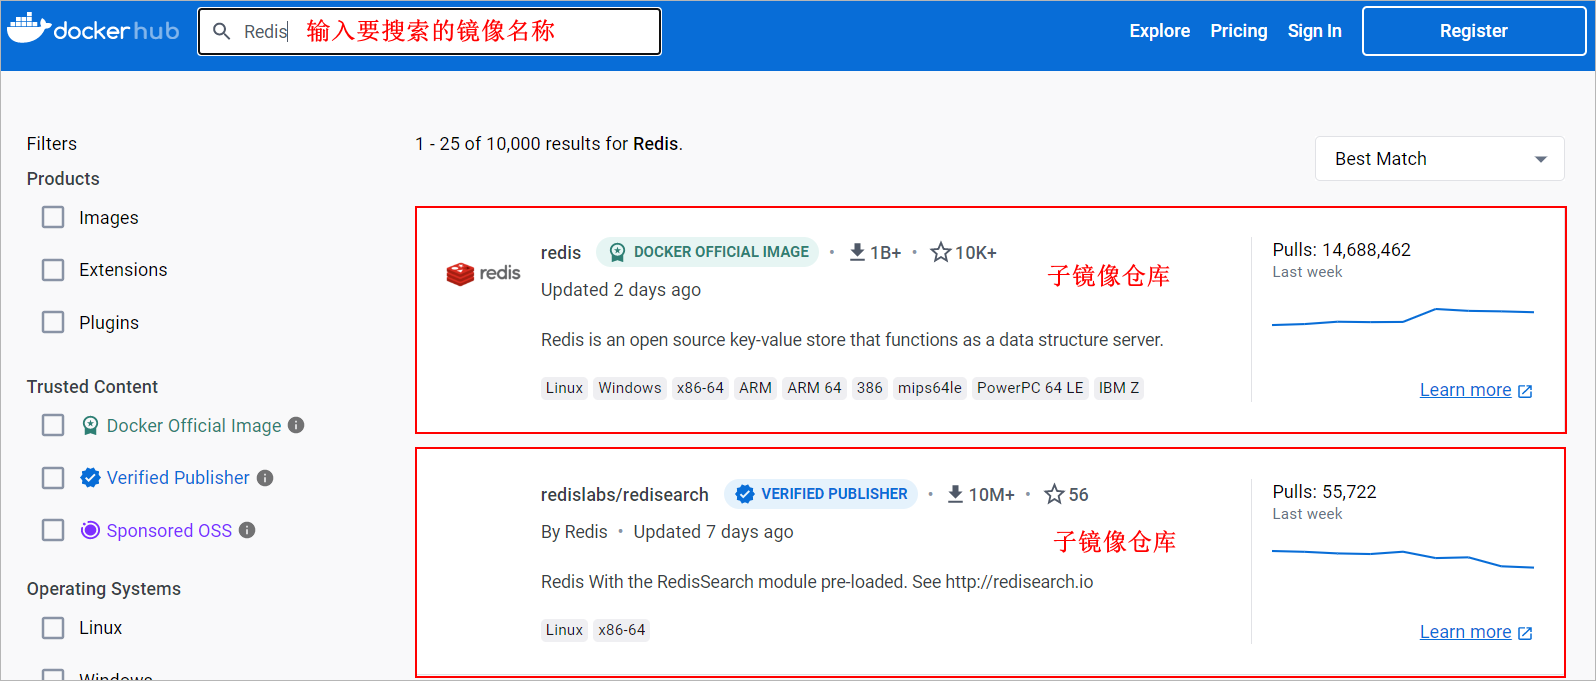 docker hub
Redis 输入要搜索的镜像名称
Explore Pricing Sign In Register
Filters
Products
Images
Extensions
Plugins
Trusted Content
Docker Official Image
Verified Publisher
Sponsored OSS
Operating Systems
Linux
Windows
1 - 25 of 10,000 results for Redis.
Best Match
redis
redis DOCKER OFFICIAL IMAGE • 1B+ • 10K+
子镜像仓库
Updated 2 days ago
Redis is an open source key-value store that functions as a data structure server.
Linux Windows x86-64 ARM ARM 64 386 mips64le PowerPC 64 LE IBM Z
Pulls: 14,688,462
Last week
Learn more
redislabs/redisearch VERIFIED PUBLISHER • 10M+ • 56
By Redis • Updated 7 days ago
子镜像仓库
Redis With the RedisSearch module pre-loaded. See http://redisearch.io
Linux x86-64
Pulls: 55,722
Last week
Learn more